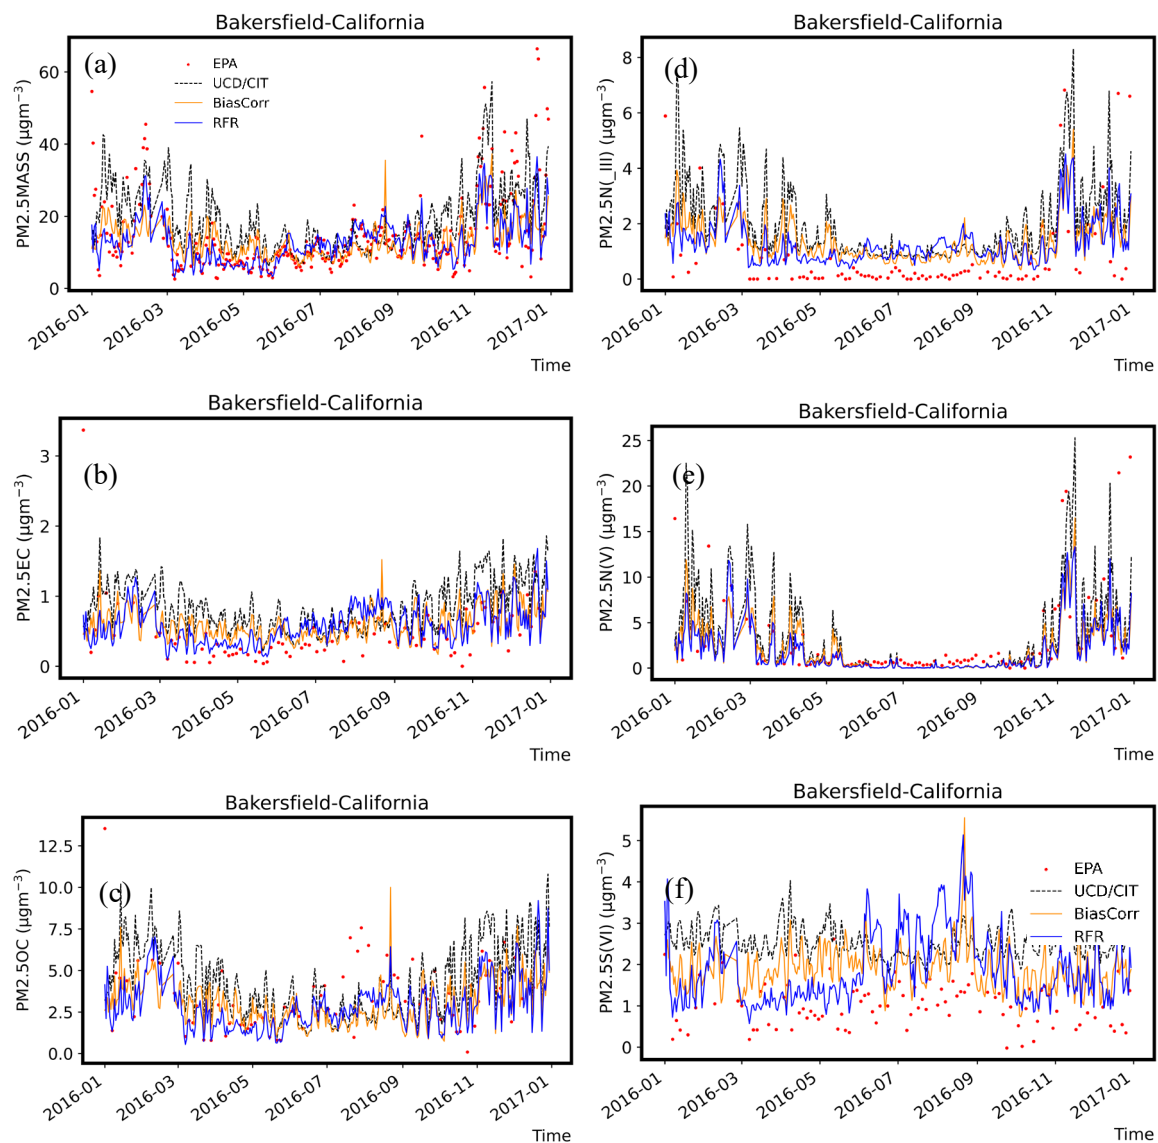 Bakersfield-California
(a)
EPA
UCD/CIT
BiasCorr
RFR
PM2.5MASS (μgm⁻³)
60
40
20
0
2016-01
2016-03
2016-05
2016-07
2016-09
2016-11
2017-01
Time
Bakersfield-California
(d)
PM2.5N(_III) (μgm⁻³)
8
6
4
2
0
2016-01
2016-03
2016-05
2016-07
2016-09
2016-11
2017-01
Time
Bakersfield-California
(b)
PM2.5EC (μgm⁻³)
3
2
1
0
2016-01
2016-03
2016-05
2016-07
2016-09
2016-11
2017-01
Time
Bakersfield-California
(e)
PM2.5N(V) (μgm⁻³)
25
20
15
10
5
0
2016-01
2016-03
2016-05
2016-07
2016-09
2016-11
2017-01
Time
Bakersfield-California
(c)
PM2.5OC (μgm⁻³)
12.5
10.0
7.5
5.0
2.5
0.0
2016-01
2016-03
2016-05
2016-07
2016-09
2016-11
2017-01
Time
Bakersfield-California
(f)
EPA
UCD/CIT
BiasCorr
RFR
PM2.5S(VI) (μgm⁻³)
5
4
3
2
1
0
2016-01
2016-03
2016-05
2016-07
2016-09
2016-11
2017-01
Time